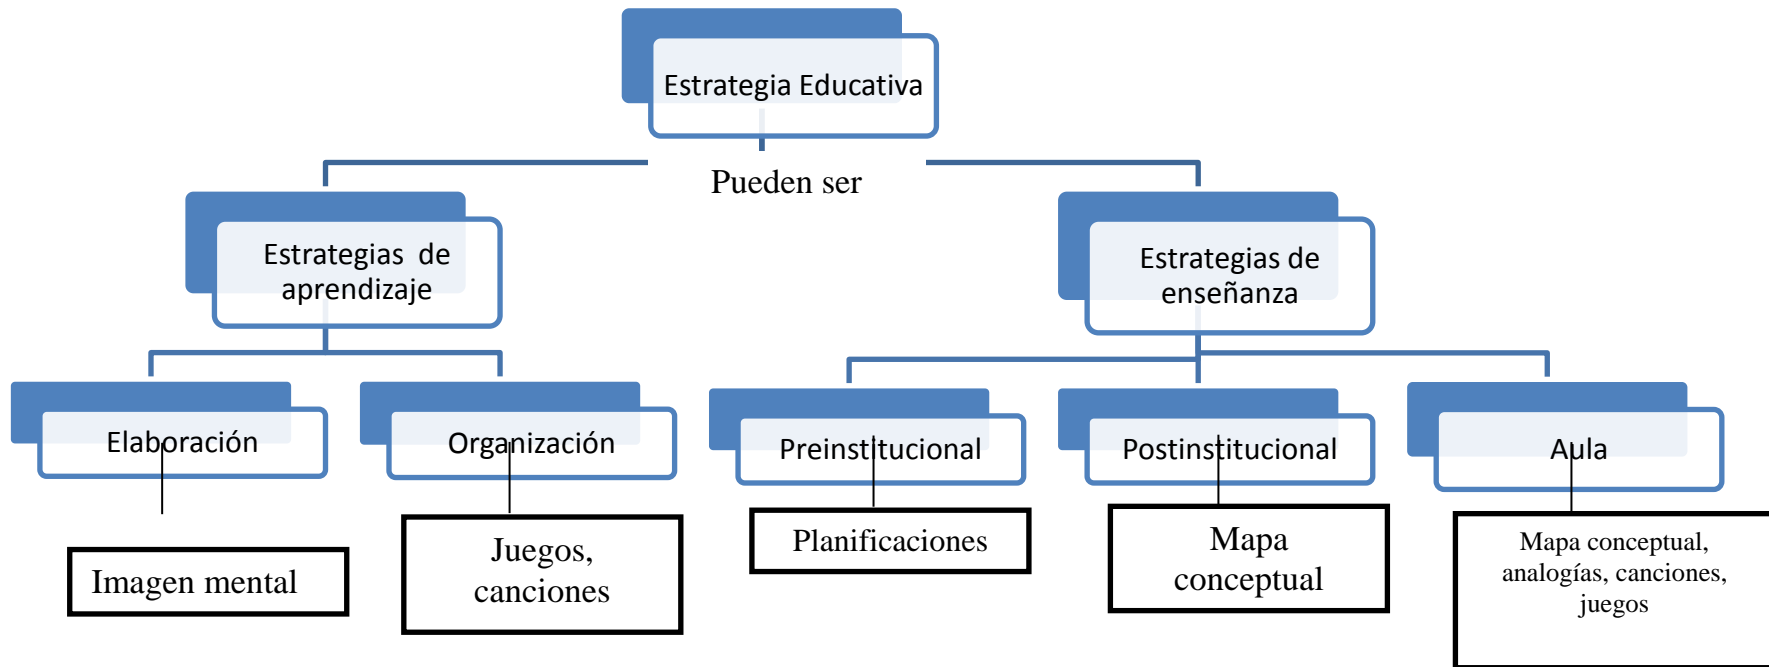 Estrategia Educativa
Pueden ser
Estrategias de
aprendizaje
Estrategias de
enseñanza
Elaboración
Organización
Preinstitucional
Postinstitucional
Aula
Imagen mental
Juegos,
canciones
Planificaciones
Mapa
conceptual
Mapa conceptual,
analogías, canciones,
juegos